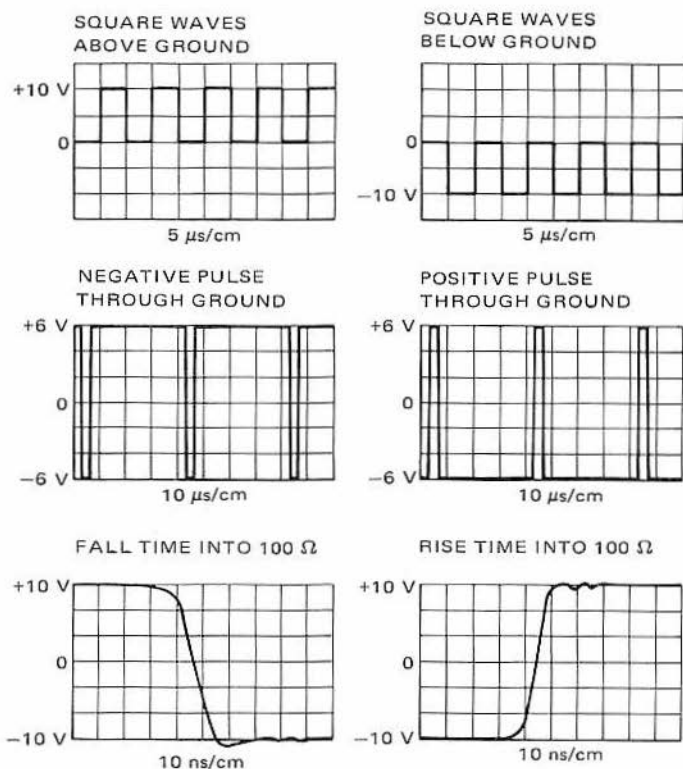 SQUARE WAVES
ABOVE GROUND
+10 V
0
5 μs/cm
SQUARE WAVES
BELOW GROUND
0
−10 V
5 μs/cm
NEGATIVE PULSE
THROUGH GROUND
+6 V
0
−6 V
10 μs/cm
POSITIVE PULSE
THROUGH GROUND
+6 V
0
−6 V
10 μs/cm
FALL TIME INTO 100 Ω
+10 V
0
−10 V
10 ns/cm
RISE TIME INTO 100 Ω
+10 V
0
−10 V
10 ns/cm